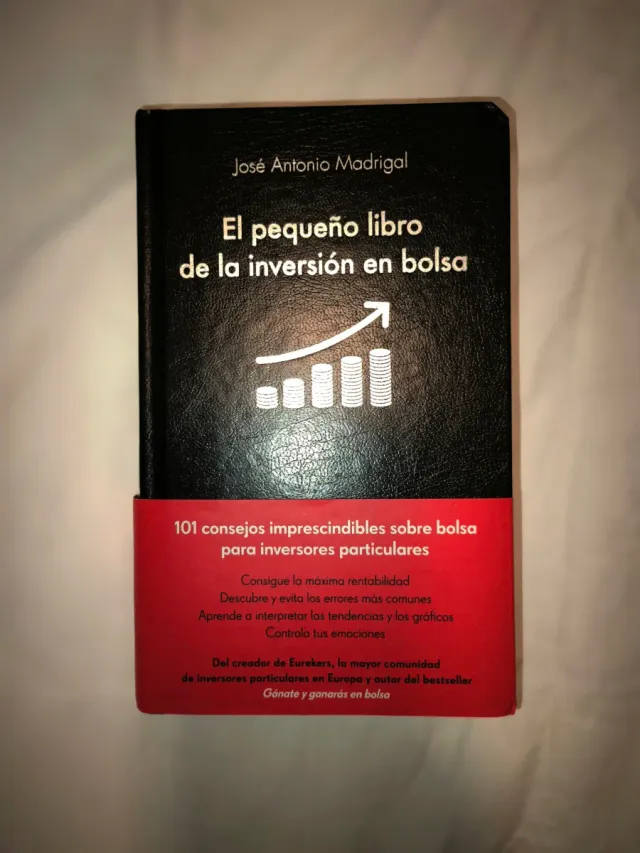 José Antonio Madrigal
El pequeño libro
de la inversión en bolsa
101 consejos imprescindibles sobre bolsa
para inversores particulares
Consigue la máxima rentabilidad
Descubre y evita los errores más comunes
Aprende a interpretar las tendencias y los gráficos
Controla tus emociones
Del creador de Eurekers, la mayor comunidad
de inversores particulares en Europa y autor del bestseller
Gánate y ganarás en bolsa